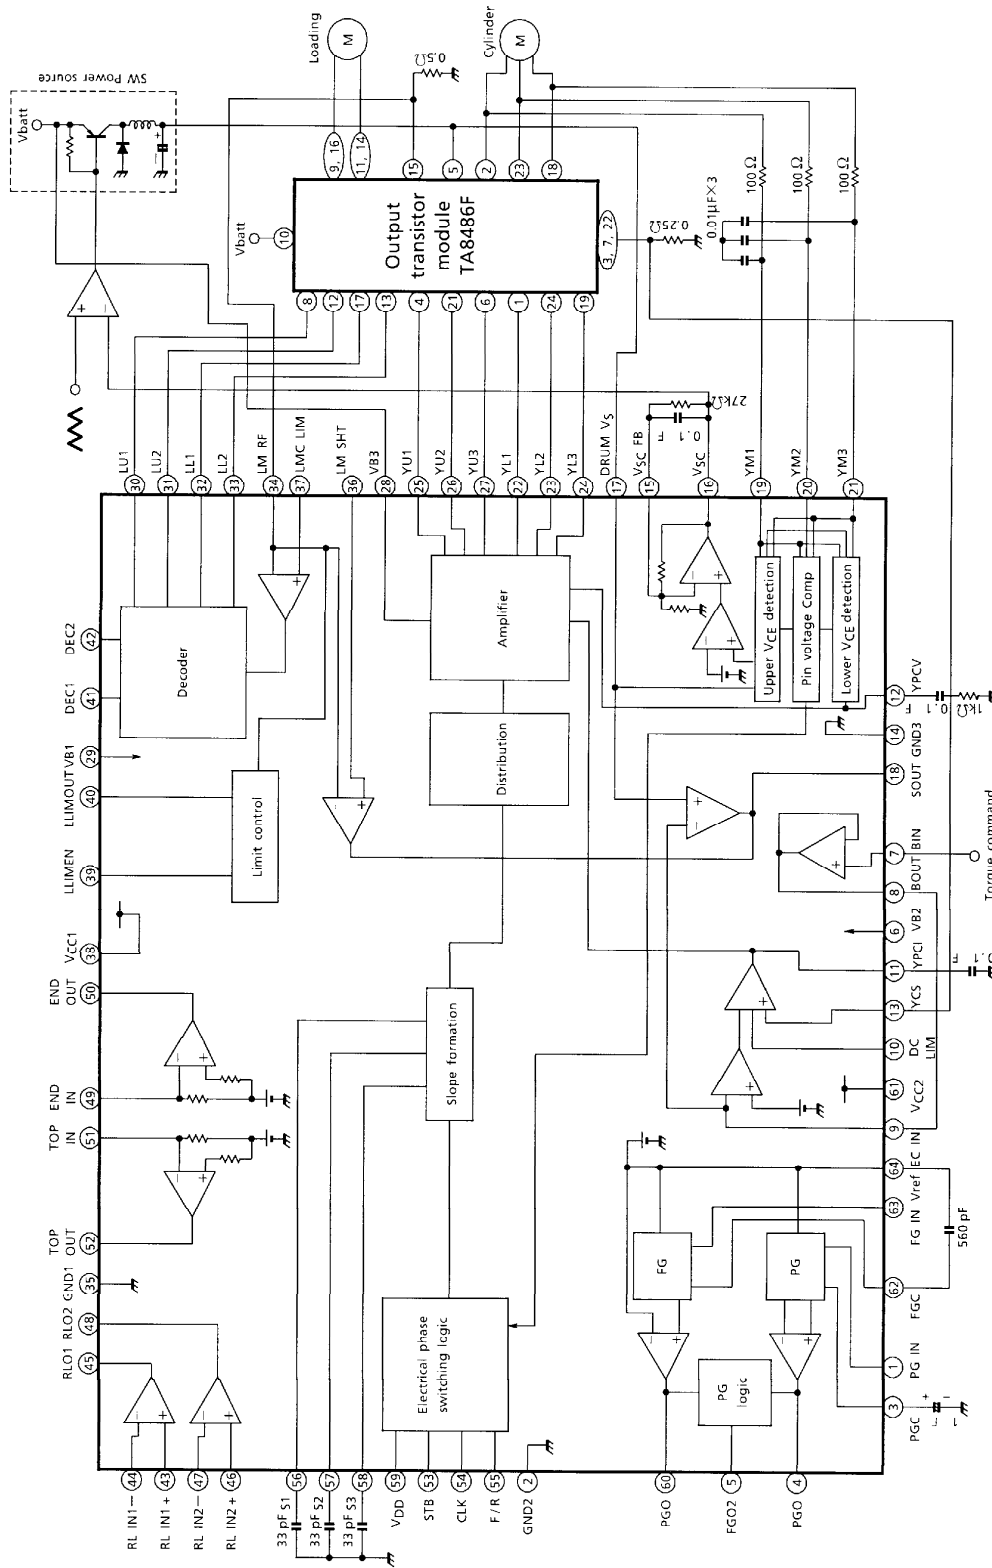 SW Power source
Vbatt
Loading
M
0.5Ω
Cylinder
M
9, 16
11, 14
15
5
2
23
18
Vbatt
10
Output
transistor
module
TA8486F
3, 7, 22
0.25Ω
0.01μF×3
100 Ω
100 Ω
100 Ω
8
12
17
13
4
21
6
1
24
19
27kΩ
0.1
F
LU1
LU2
LL1
LL2
LM RF
LMC LIM
LM SHT
VB3
YU1
YU2
YU3
YL1
YL2
YL3
DRUM VS
VSC FB
VSC
YM1
YM2
YM3
30
31
32
33
34
37
36
28
25
26
27
22
23
24
17
15
16
19
20
21
DEC2
42
DEC1
41
VB1
29
LLIMOUT
40
LLIMEN
39
VCC1
38
END
OUT
50
END
IN
49
TOP
IN
51
TOP
OUT
52
GND1
35
RLO2
48
RLO1
45
Decoder
Limit control
Amplifier
Distribution
Slope formation
Electrical phase
switching logic
Upper VCE detection
Pin voltage Comp
Lower VCE detection
FG
PG
PG
logic
YPCV
12
0.1
F
1kΩ
GND3
14
SOUT
18
BIN
7
Torque command
BOUT
8
VB2
6
YPCI
11
0.1
F
YCS
13
DC
LIM
10
VCC2
61
EC IN
9
Vref
64
FG IN
63
560 pF
FGC
62
PG IN
1
PGC
3
44
43
47
46
56
57
58
59
53
54
55
2
60
5
4
RL IN1−
RL IN1+
RL IN2−
RL IN2+
33 pF S1
33 pF S2
33 pF S3
VDD
STB
CLK
F / R
GND2
PGO
FGO2
PGO